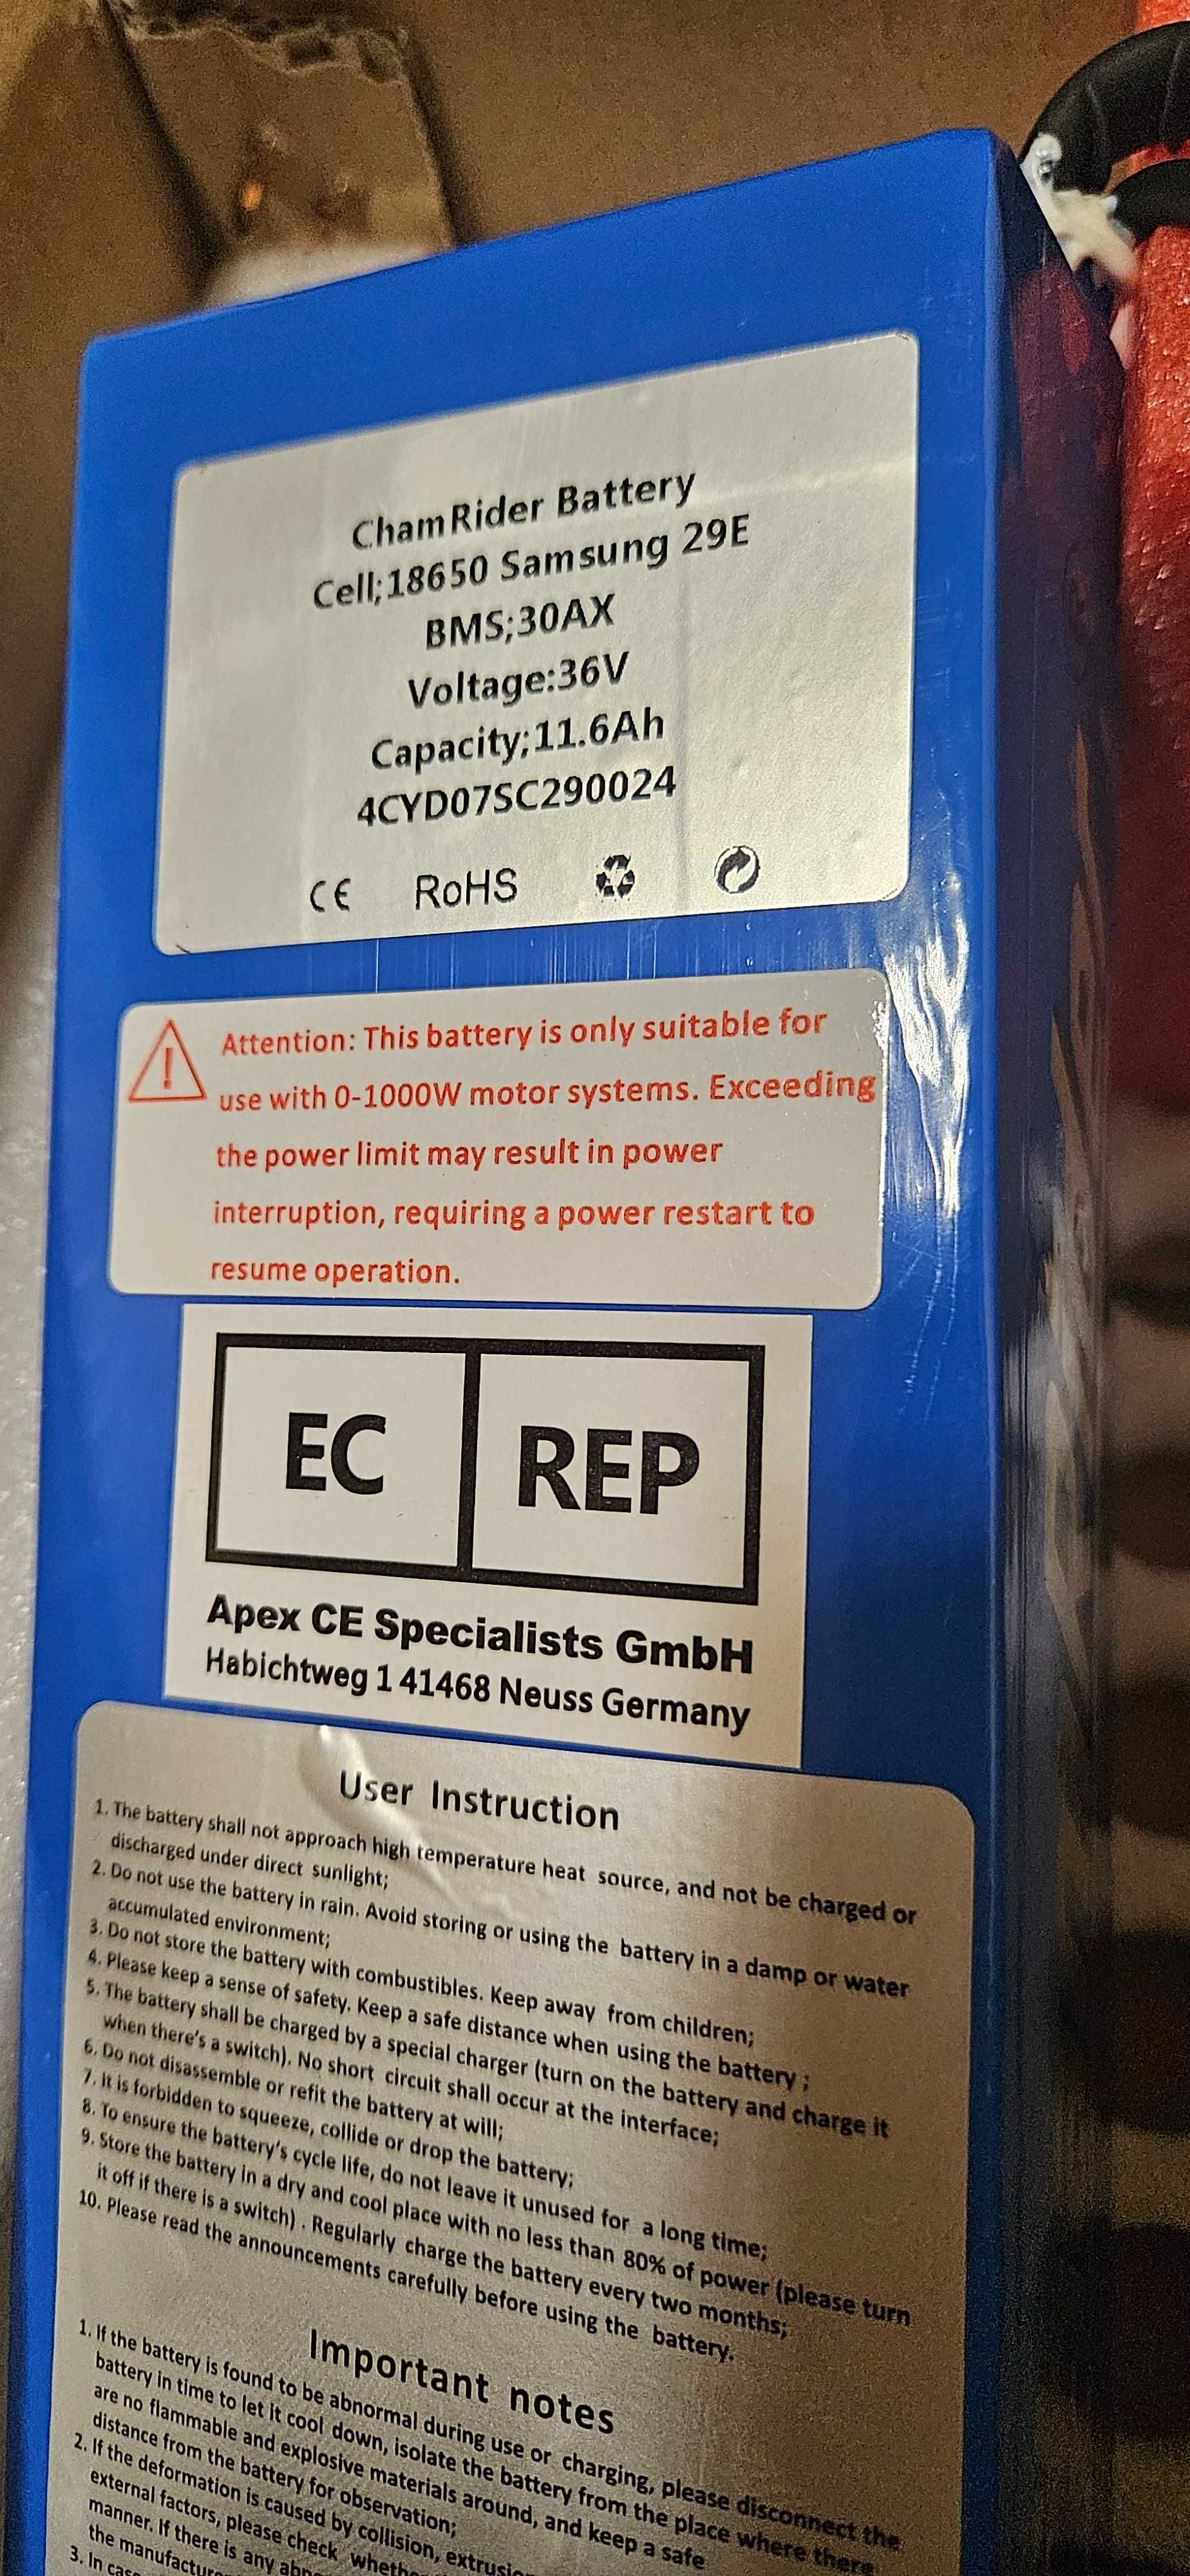 ChamRider Battery
Cell;18650 Samsung 29E
BMS;30AX
Voltage:36V
Capacity;11.6Ah
4CYD07SC290024
CE RoHS
Attention: This battery is only suitable for
use with 0-1000W motor systems. Exceeding
the power limit may result in power
interruption, requiring a power restart to
resume operation.
EC REP
Apex CE Specialists GmbH
Habichtweg 1 41468 Neuss Germany
User Instruction
1. The battery shall not approach high temperature heat source, and not be charged or
discharged under direct sunlight;
2. Do not use the battery in rain. Avoid storing or using the battery in a damp or water
accumulated environment;
3. Do not store the battery with combustibles. Keep away from children;
4. Please keep a sense of safety. Keep a safe distance when using the battery ;
5. The battery shall be charged by a special charger (turn on the battery and charge it
when there's a switch). No short circuit shall occur at the interface;
6. Do not disassemble or refit the battery at will;
7. It is forbidden to squeeze, collide or drop the battery;
8. To ensure the battery's cycle life, do not leave it unused for a long time;
9. Store the battery in a dry and cool place with no less than 80% of power (please turn
it off if there is a switch) . Regularly charge the battery every two months;
10. Please read the announcements carefully before using the battery.
Important notes
1. If the battery is found to be abnormal during use or charging, please disconnect the
battery in time to let it cool down, isolate the battery from the place where there
are no flammable and explosive materials around, and keep a safe
distance from the battery for observation;
2. If the deformation is caused by collision, extrusion
external factors, please check
manner. If there is any
the
3. In